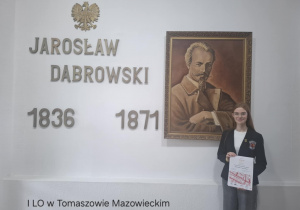 JAROSŁAW
DĄBROWSKI
1836 1871
I LO w Tomaszowie Mazowieckim